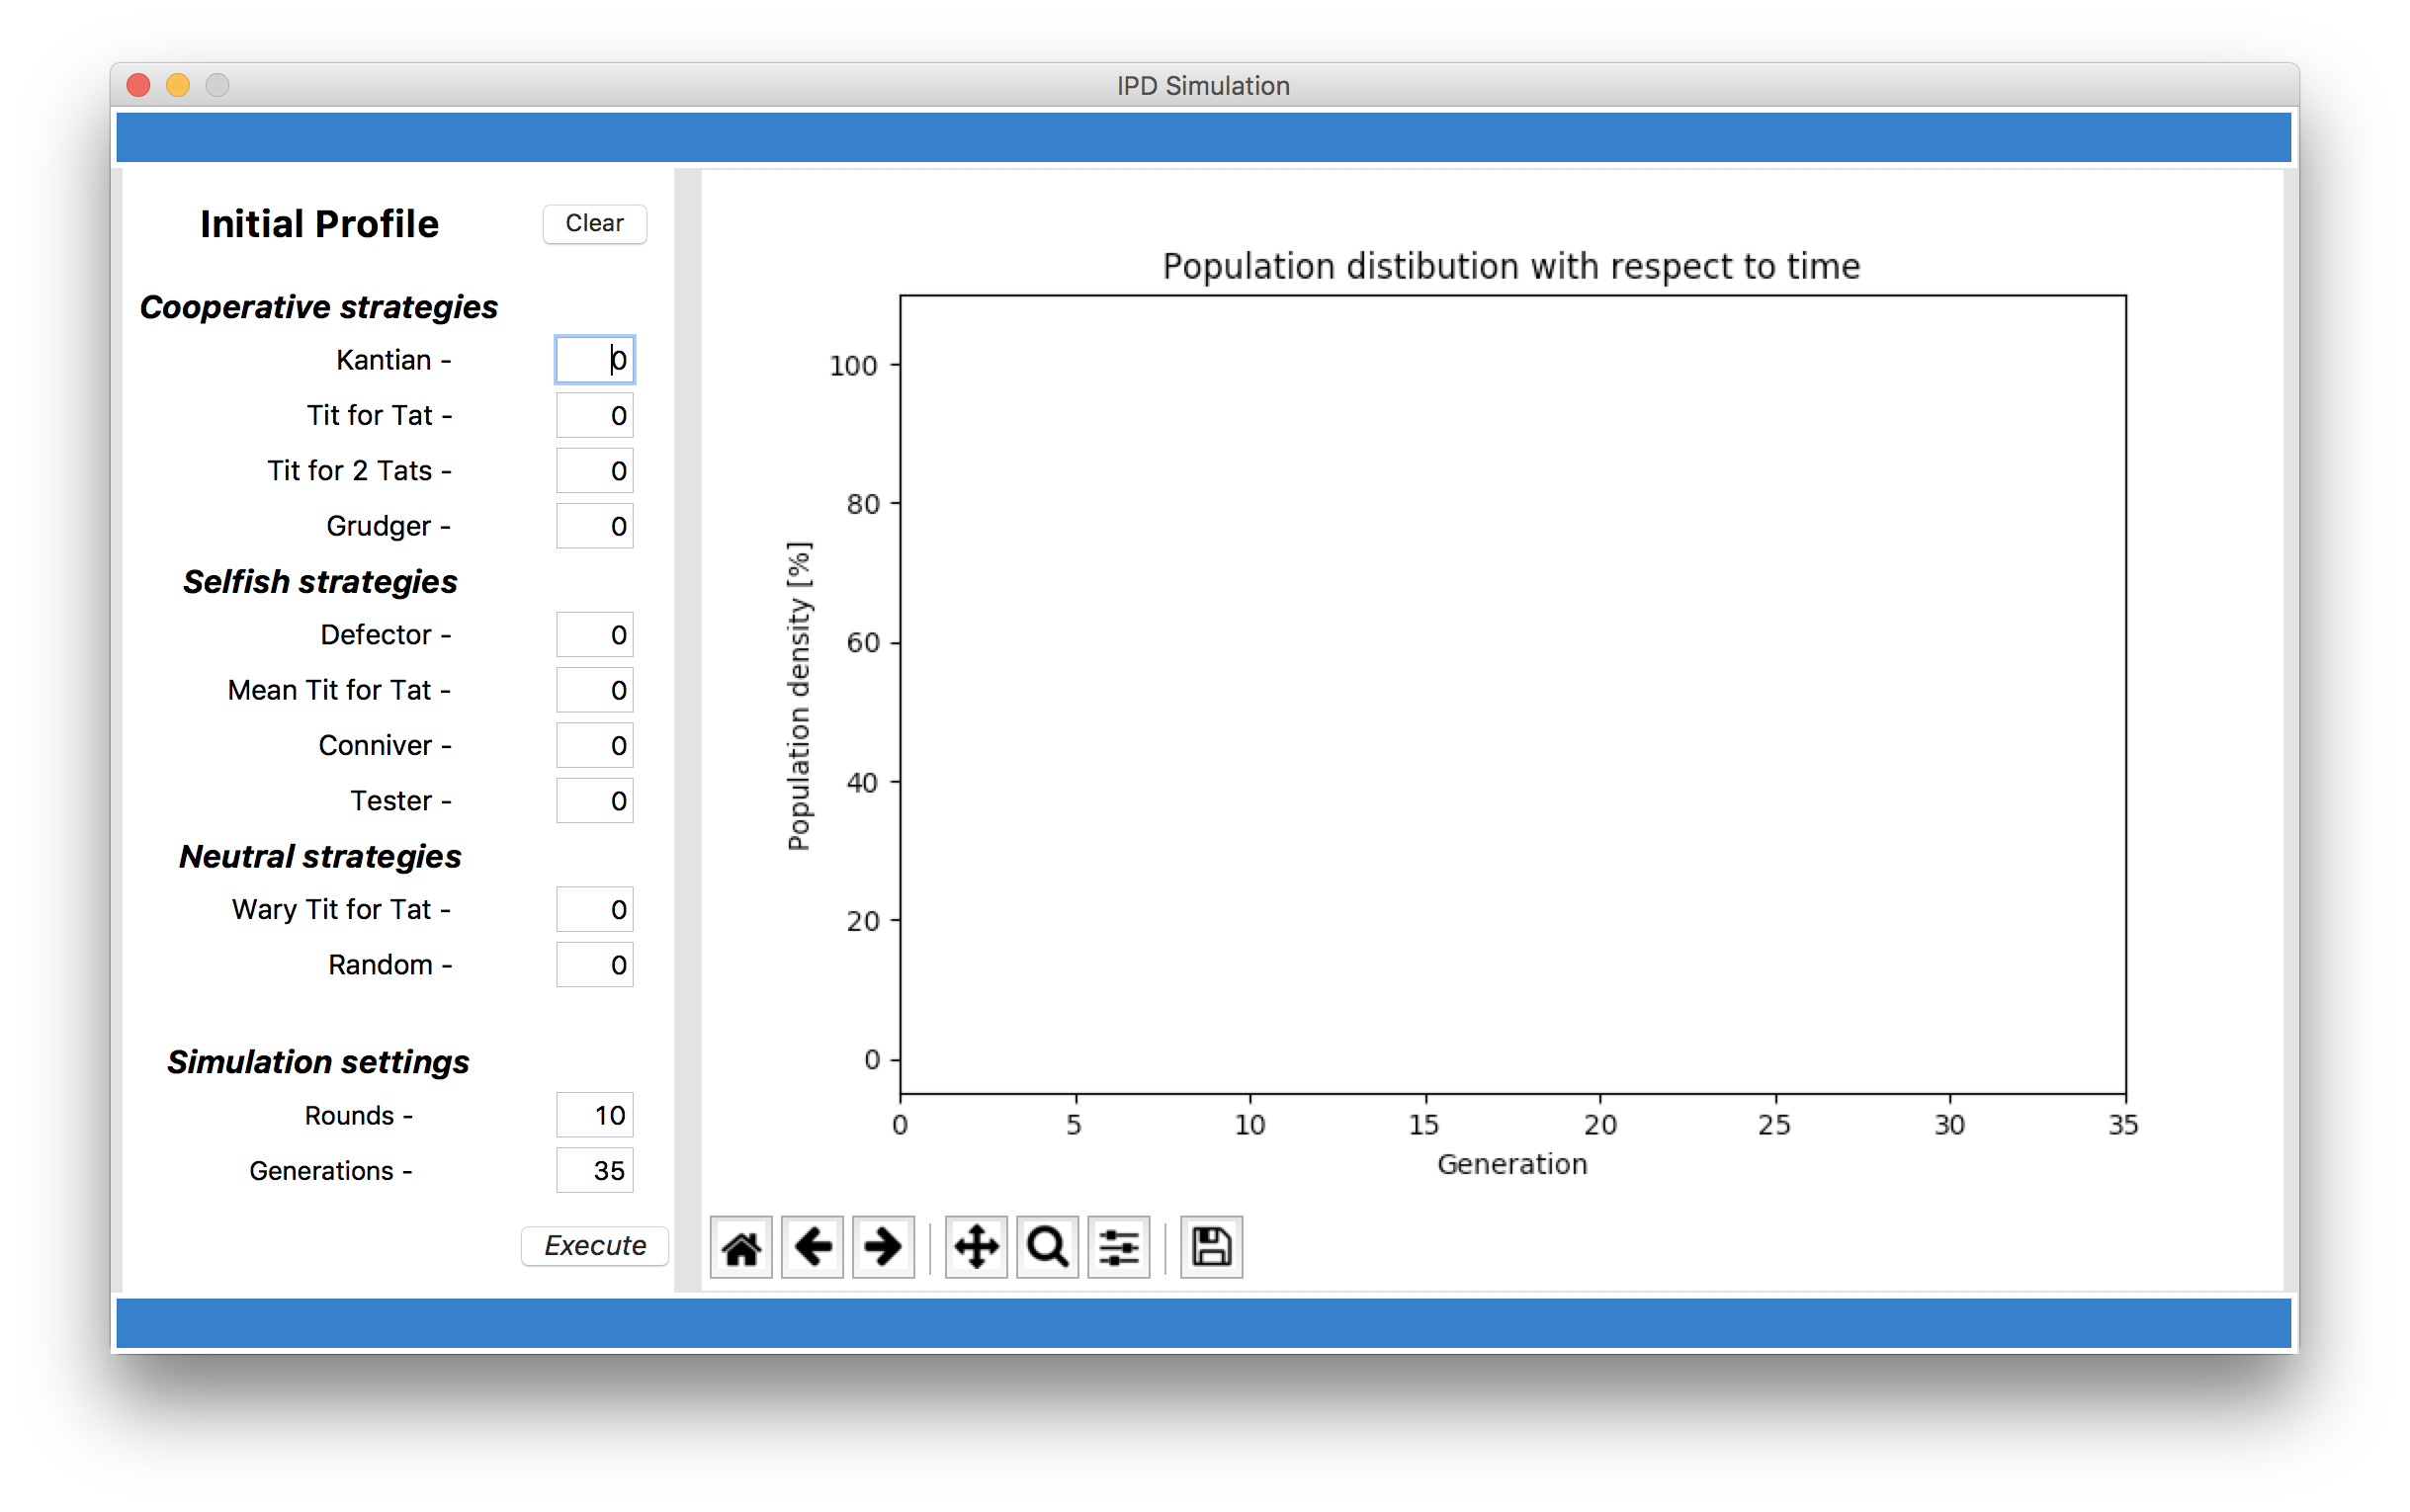 IPD Simulation
Initial Profile
Clear
Cooperative strategies
Kantian - 0
Tit for Tat - 0
Tit for 2 Tats - 0
Grudger - 0
Selfish strategies
Defector - 0
Mean Tit for Tat - 0
Conniver - 0
Tester - 0
Neutral strategies
Wary Tit for Tat - 0
Random - 0
Simulation settings
Rounds - 10
Generations - 35
Execute
Population distibution with respect to time
Population density [%]
100
80
60
40
20
0
0 5 10 15 20 25 30 35
Generation